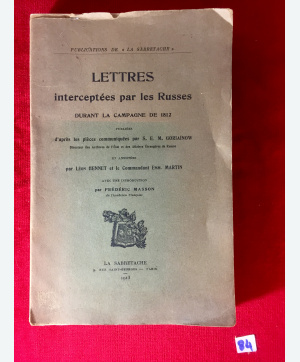 PUBLICATIONS DE « LA SABRETACHE »
LETTRES
interceptées par les Russes
DURANT LA CAMPAGNE DE 1812
PUBLIÉES
d'après les pièces communiquées par S. E. M. GORIAINOW
Directeur des archives de l'État et des affaires étrangères de Russie
ET ANNOTÉES
par Léon HENNET et le Commandant Emm. MARTIN
AVEC UNE INTRODUCTION
par FRÉDÉRIC MASSON
de l'Académie Française
LA SABRETACHE
PARIS
1913
84